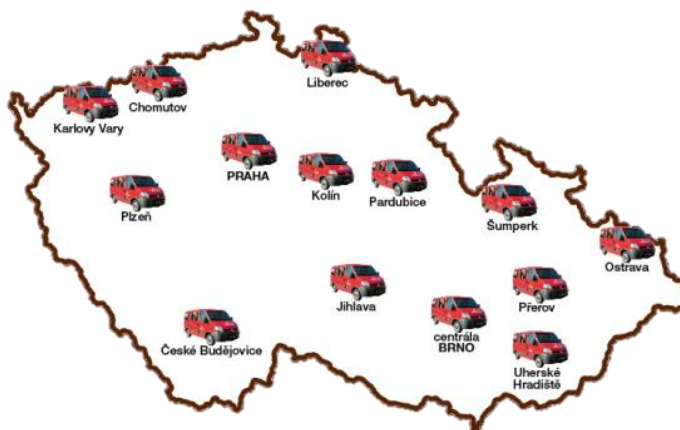 Liberec
Chomutov
Karlovy Vary
PRAHA
Kolín
Pardubice
Plzeň
Šumperk
Ostrava
Jihlava
Přerov
centrála
BRNO
České Budějovice
Uherské
Hradiště